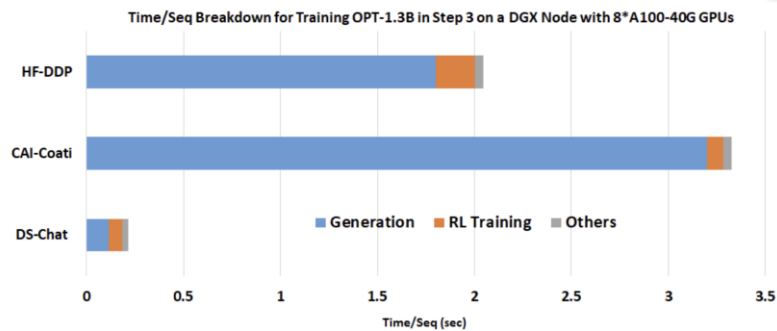 Time/Seq Breakdown for Training OPT-1.3B in Step 3 on a DGX Node with 8*A100-40G GPUs
HF-DDP
CAI-Coati
DS-Chat
Generation RL Training Others
0 0.5 1 1.5 2 2.5 3 3.5
Time/Seq (sec)